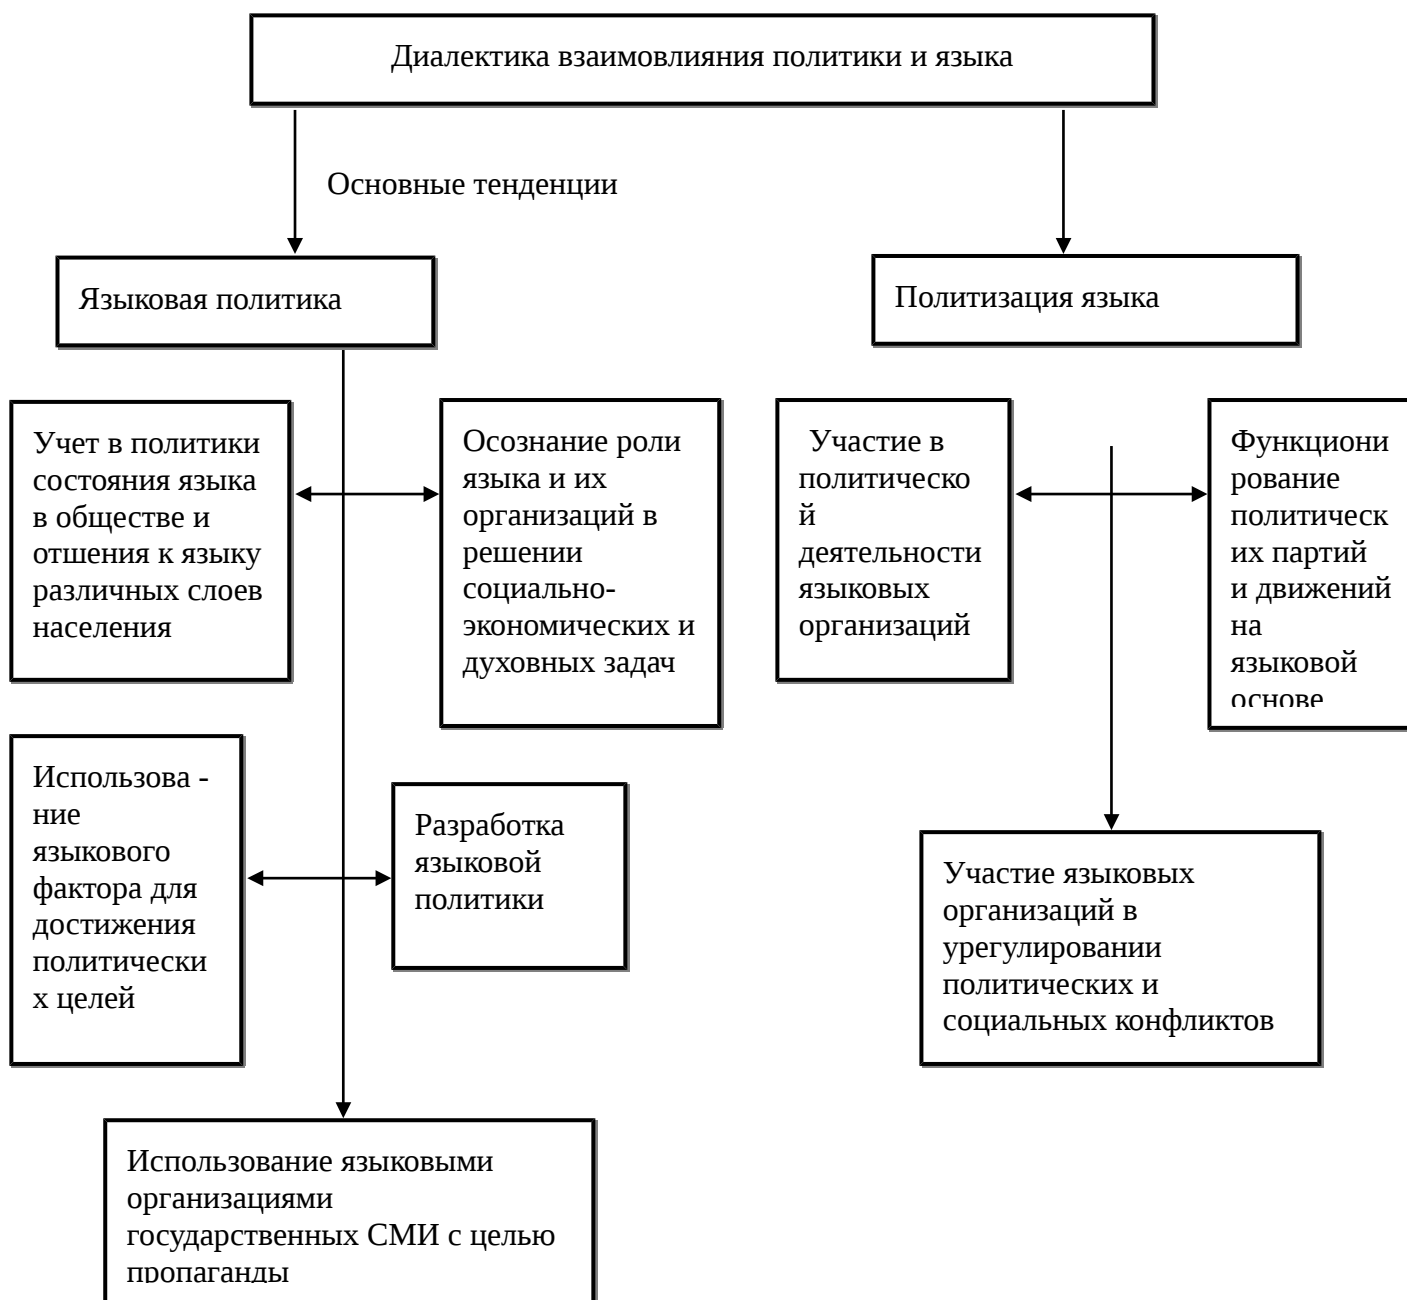 Диалектика взаимовлияния политики и языка
Основные тенденции
Языковая политика
Политизация языка
Учет в политики
состояния языка
в обществе и
отшения к языку
различных слоев
населения
Осознание роли
языка и их
организаций в
решении
социально-
экономических и
духовных задач
Участие в
политическо
й
деятельности
языковых
организаций
Функциони
рование
политическ
их партий
и движений
на
языковой
основе
Использова -
ние
языкового
фактора для
достижения
политически
х целей
Разработка
языковой
политики
Участие языковых
организаций в
урегулировании
политических и
социальных конфликтов
Использование языковыми
организациями
государственных СМИ с целью
пропаганды